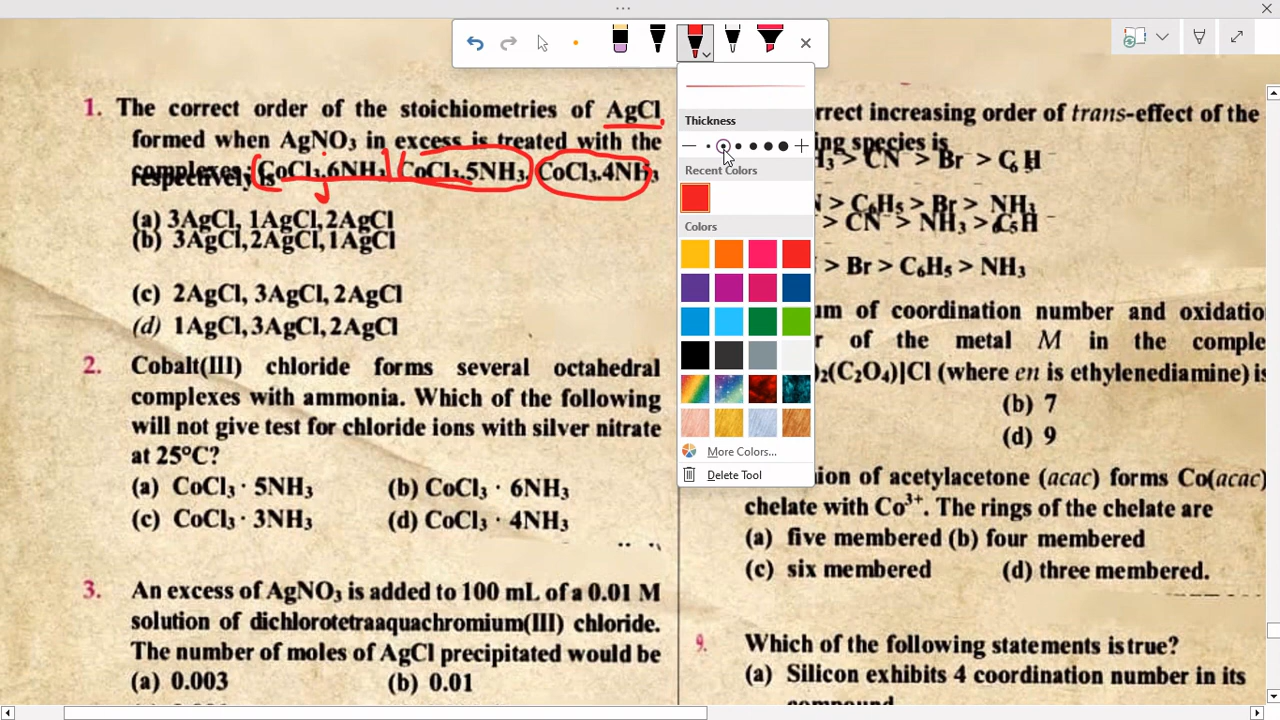 1. The correct order of the stoichiometries of AgCl
formed when AgNO₃ in excess is treated with the
complexes : CoCl₃.6NH₃, CoCl₃.5NH₃, CoCl₃.4NH₃
respectively is
(a) 3AgCl, 1AgCl, 2AgCl
(b) 3AgCl, 2AgCl, 1AgCl
(c) 2AgCl, 3AgCl, 2AgCl
(d) 1AgCl, 3AgCl, 2AgCl
2. Cobalt(III) chloride forms several octahedral
complexes with ammonia. Which of the following
will not give test for chloride ions with silver nitrate
at 25°C?
(a) CoCl₃ · 5NH₃ (b) CoCl₃ · 6NH₃
(c) CoCl₃ · 3NH₃ (d) CoCl₃ · 4NH₃
3. An excess of AgNO₃ is added to 100 mL of a 0.01 M
solution of dichlorotetraaquachromium(III) chloride.
The number of moles of AgCl precipitated would be
(a) 0.003 (b) 0.01
Thickness
Recent Colors
Colors
More Colors...
Delete Tool
rrect increasing order of trans-effect of the
ng species is
> CN⁻ > Br⁻ > C₆H₅⁻
> C₆H₅⁻ > Br⁻ > NH₃
> CN⁻ > NH₃ > C₆H₅⁻
> Br > C₆H₅ > NH₃
um of coordination number and oxidatio
r of the metal M in the comple
)₂(C₂O₄)]Cl (where en is ethylenediamine) is
(b) 7
(d) 9
ion of acetylacetone (acac) forms Co(acac)
chelate with Co³⁺. The rings of the chelate are
(a) five membered (b) four membered
(c) six membered (d) three membered.
9. Which of the following statements is true?
(a) Silicon exhibits 4 coordination number in its
compound